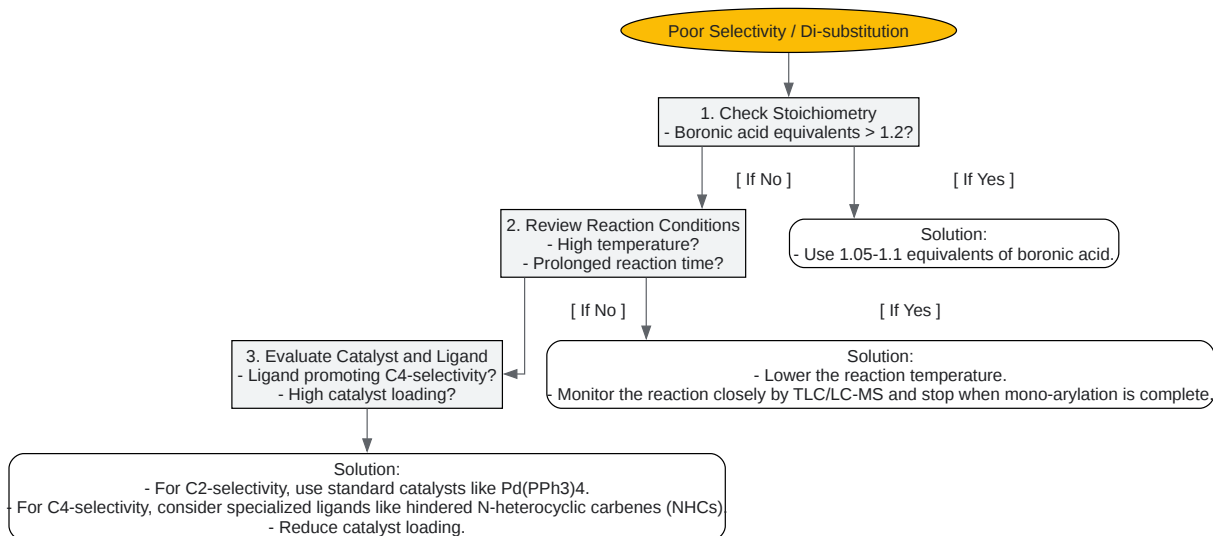 Poor Selectivity / Di-substitution
1. Check Stoichiometry
- Boronic acid equivalents > 1.2?
[ If No ]
[ If Yes ]
2. Review Reaction Conditions
- High temperature?
- Prolonged reaction time?
Solution:
- Use 1.05-1.1 equivalents of boronic acid.
[ If No ]
[ If Yes ]
3. Evaluate Catalyst and Ligand
- Ligand promoting C4-selectivity?
- High catalyst loading?
Solution:
- Lower the reaction temperature.
- Monitor the reaction closely by TLC/LC-MS and stop when mono-arylation is complete.
Solution:
- For C2-selectivity, use standard catalysts like Pd(PPh3)4.
- For C4-selectivity, consider specialized ligands like hindered N-heterocyclic carbenes (NHCs).
- Reduce catalyst loading.